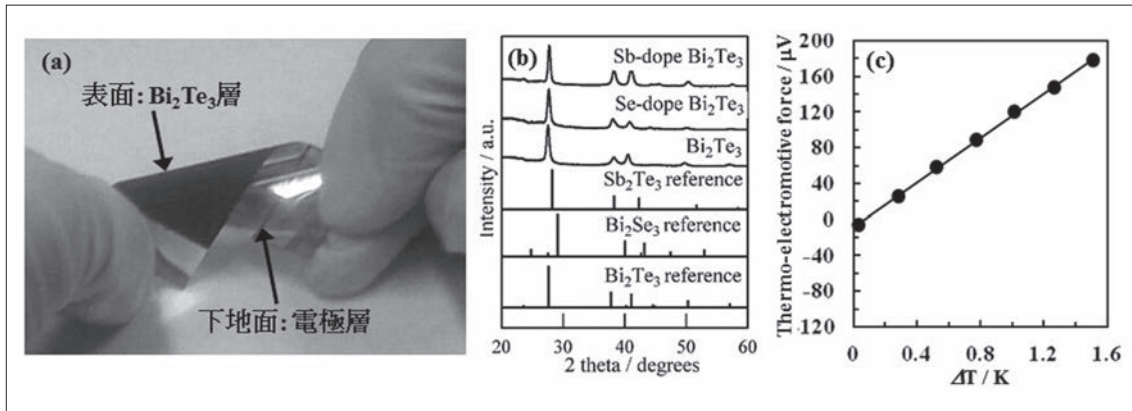 (a)
表面:Bi₂Te₃層
下地面:電極層
(b)
Sb-dope Bi₂Te₃
Se-dope Bi₂Te₃
Bi₂Te₃
Sb₂Te₃ reference
Bi₂Se₃ reference
Bi₂Te₃ reference
Intensity / a.u.
20 30 40 50 60
2 theta / degrees
(c)
Thermo-electromotive force / μV
200
160
120
80
40
0
-40
-80
-120
0 0.4 0.8 1.2 1.6
ΔT / K